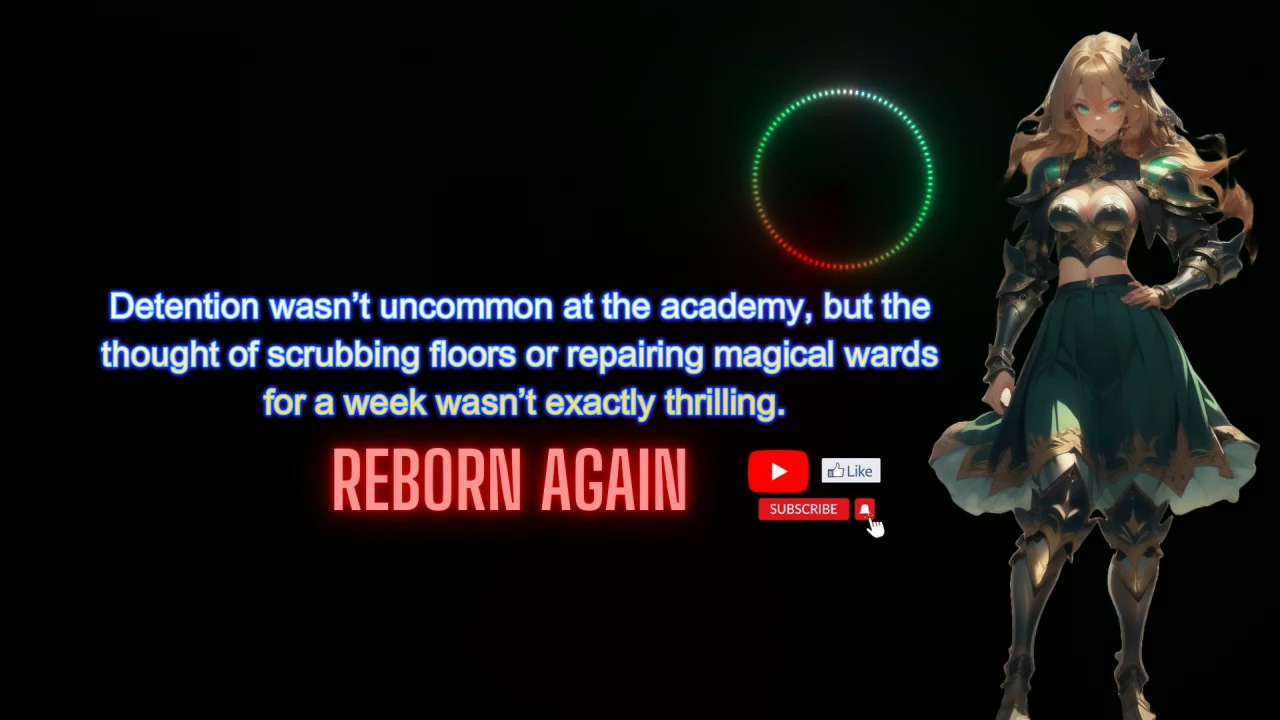 Detention wasn’t uncommon at the academy, but the
thought of scrubbing floors or repairing magical wards
for a week wasn’t exactly thrilling.
REBORN AGAIN
Like
SUBSCRIBE